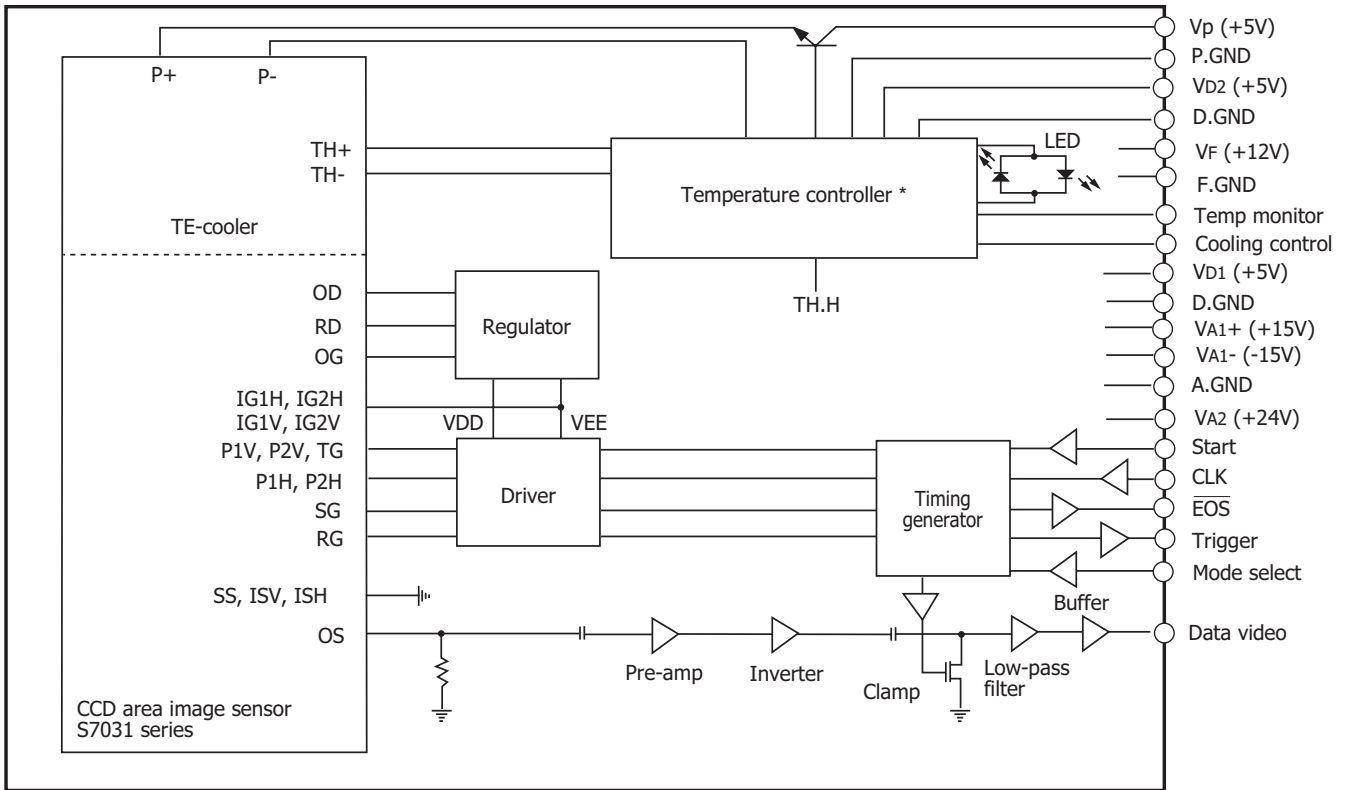 Vp (+5V)
P.GND
VD2 (+5V)
D.GND
VF (+12V)
F.GND
Temp monitor
Cooling control
VD1 (+5V)
D.GND
VA1+ (+15V)
VA1- (-15V)
A.GND
VA2 (+24V)
Start
CLK
EOS
Trigger
Mode select
Data video
P+
P-
TH+
TH-
TE-cooler
LED
Temperature controller *
TH.H
OD
RD
OG
Regulator
IG1H, IG2H
IG1V, IG2V
VDD
VEE
P1V, P2V, TG
P1H, P2H
SG
RG
Driver
Timing
generator
SS, ISV, ISH
OS
Buffer
Pre-amp
Inverter
Clamp
Low-pass
filter
CCD area image sensor
S7031 series